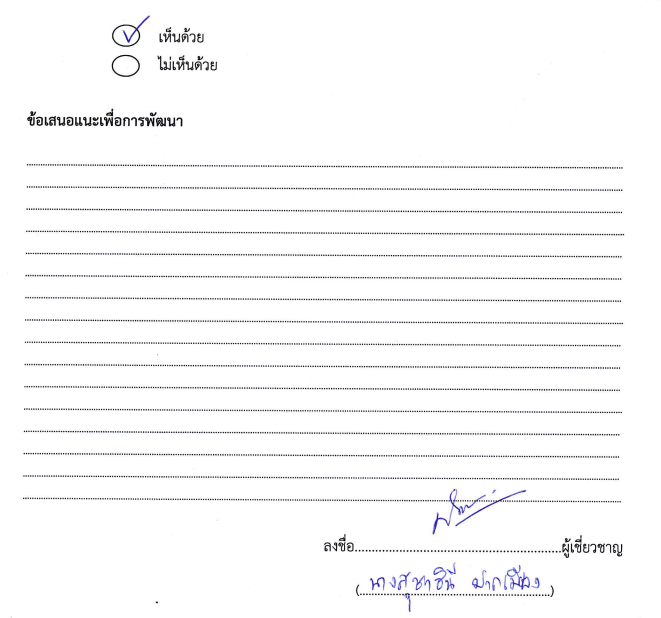 เห็นด้วย
ไม่เห็นด้วย
ข้อเสนอแนะเพื่อการพัฒนา
ลงชื่อ..........ผู้เชี่ยวชาญ
(นางสุชาชินี ปากเมือง)